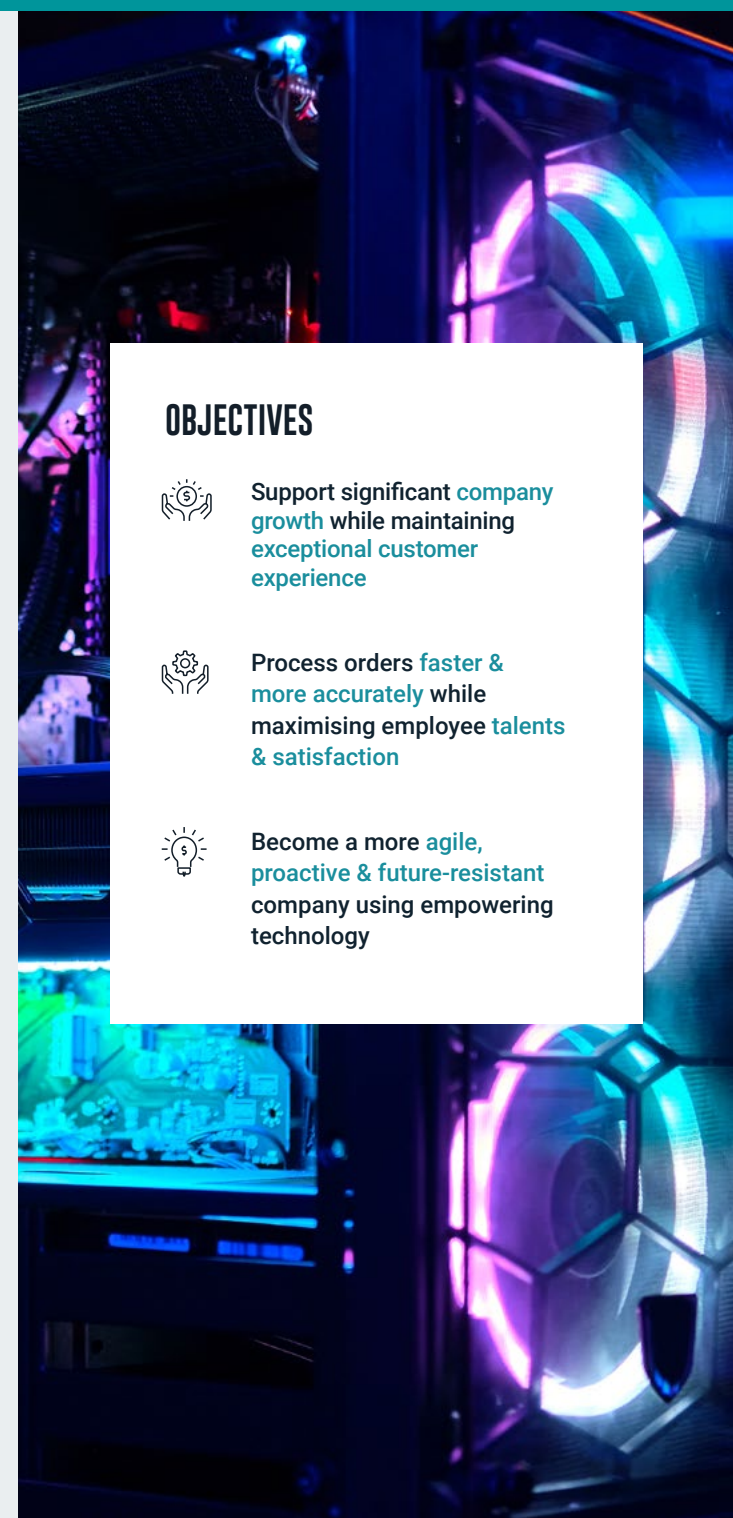 OBJECTIVES
Support significant company
growth while maintaining
exceptional customer
experience
Process orders faster &
more accurately while
maximising employee talents
& satisfaction
Become a more agile,
proactive & future-resistant
company using empowering
technology